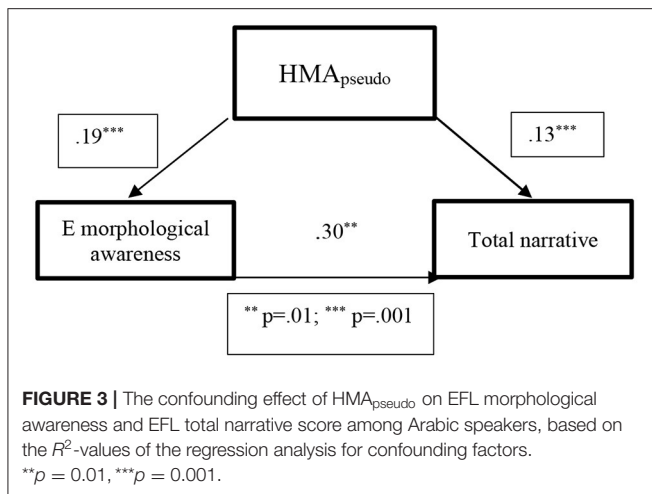 HMApseudo
.19***
.13***
E morphological
awareness
.30**
Total narrative
** p=.01; *** p=.001
FIGURE 3 | The confounding effect of HMApseudo on EFL morphological
awareness and EFL total narrative score among Arabic speakers, based on
the R²-values of the regression analysis for confounding factors.
**p = 0.01, ***p = 0.001.